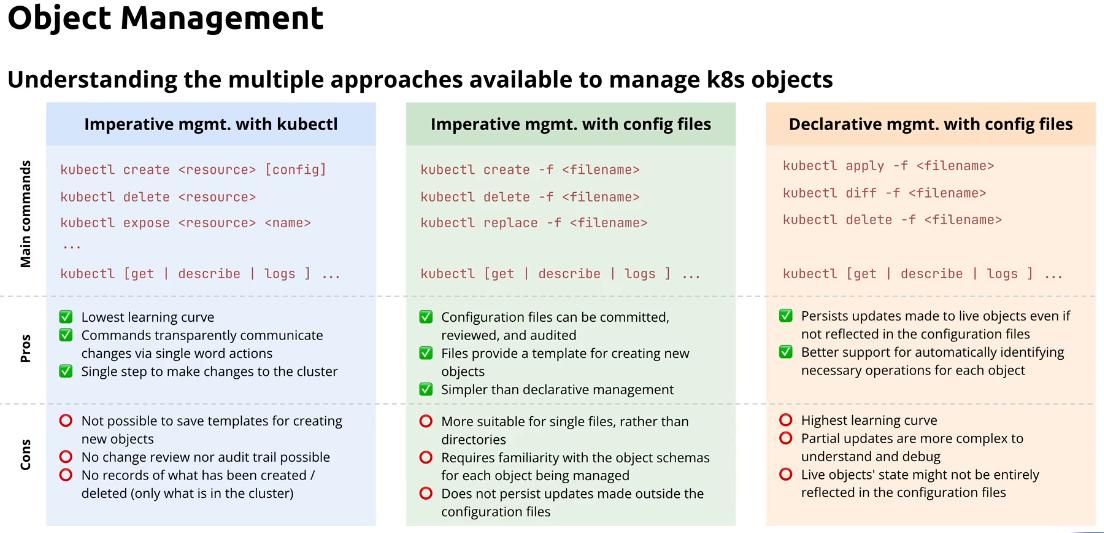 Object Management
Understanding the multiple approaches available to manage k8s objects
Imperative mgmt. with kubectl
Imperative mgmt. with config files
Declarative mgmt. with config files
Main commands
kubectl create <resource> [config]
kubectl delete <resource>
kubectl expose <resource> <name>
...
kubectl [get | describe | logs ] ...
kubectl create -f <filename>
kubectl delete -f <filename>
kubectl replace -f <filename>
kubectl [get | describe | logs ] ...
kubectl apply -f <filename>
kubectl diff -f <filename>
kubectl delete -f <filename>
kubectl [get | describe | logs ] ...
Pros
Lowest learning curve
Commands transparently communicate
changes via single word actions
Single step to make changes to the cluster
Configuration files can be committed,
reviewed, and audited
Files provide a template for creating new
objects
Simpler than declarative management
Persists updates made to live objects even if
not reflected in the configuration files
Better support for automatically identifying
necessary operations for each object
Cons
Not possible to save templates for creating
new objects
No change review nor audit trail possible
No records of what has been created /
deleted (only what is in the cluster)
More suitable for single files, rather than
directories
Requires familiarity with the object schemas
for each object being managed
Does not persist updates made outside the
configuration files
Highest learning curve
Partial updates are more complex to
understand and debug
Live objects' state might not be entirely
reflected in the configuration files